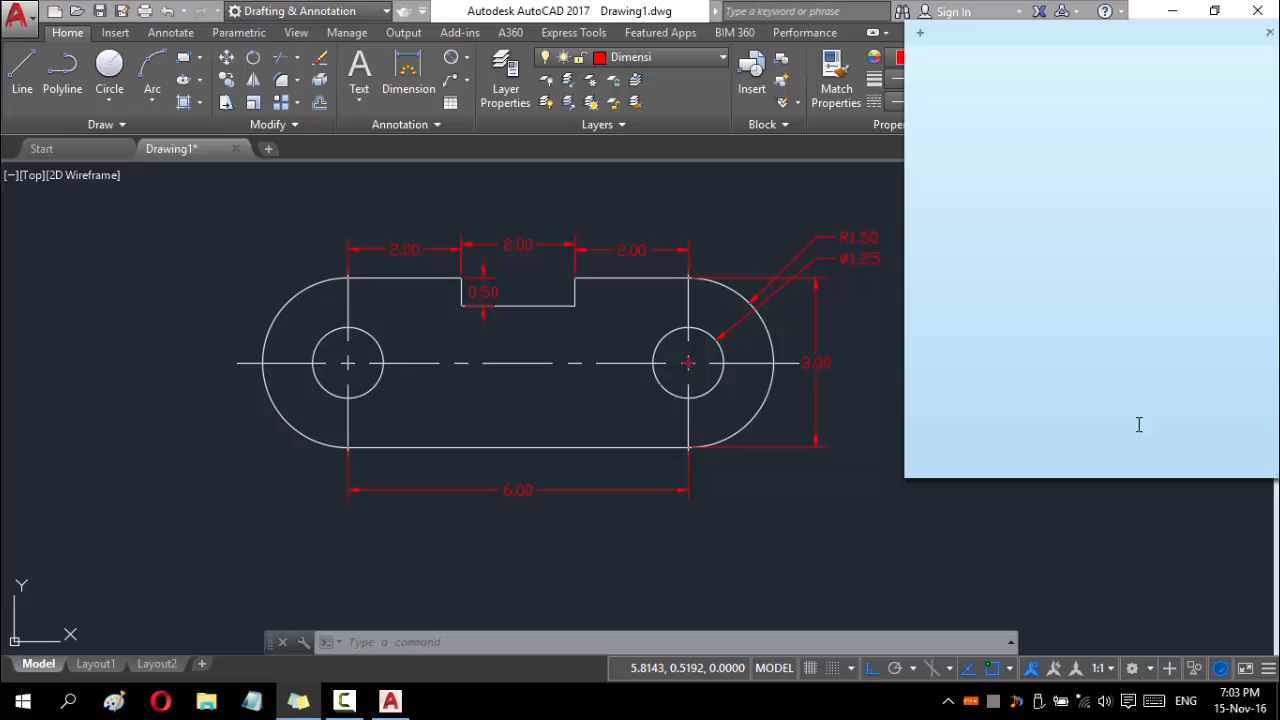 Drafting & Annotation
Autodesk AutoCAD 2017 Drawing1.dwg
Type a keyword or phrase
Sign In
Home Insert Annotate Parametric View Manage Output Add-ins A360 Express Tools Featured Apps BIM 360 Performance
Line Polyline Circle Arc
Text Dimension
Layer Properties
Dimensi
Insert
Match Properties
Draw Modify Annotation Layers Block
Start Drawing1*
[−][Top][2D Wireframe]
2.00 2.00 2.00
R1.50
Ø1.25
0.50
3.00
6.00
Y
X
Type a command
Model Layout1 Layout2
5.8143, 0.5192, 0.0000 MODEL 1:1
ENG
7:03 PM
15-Nov-16